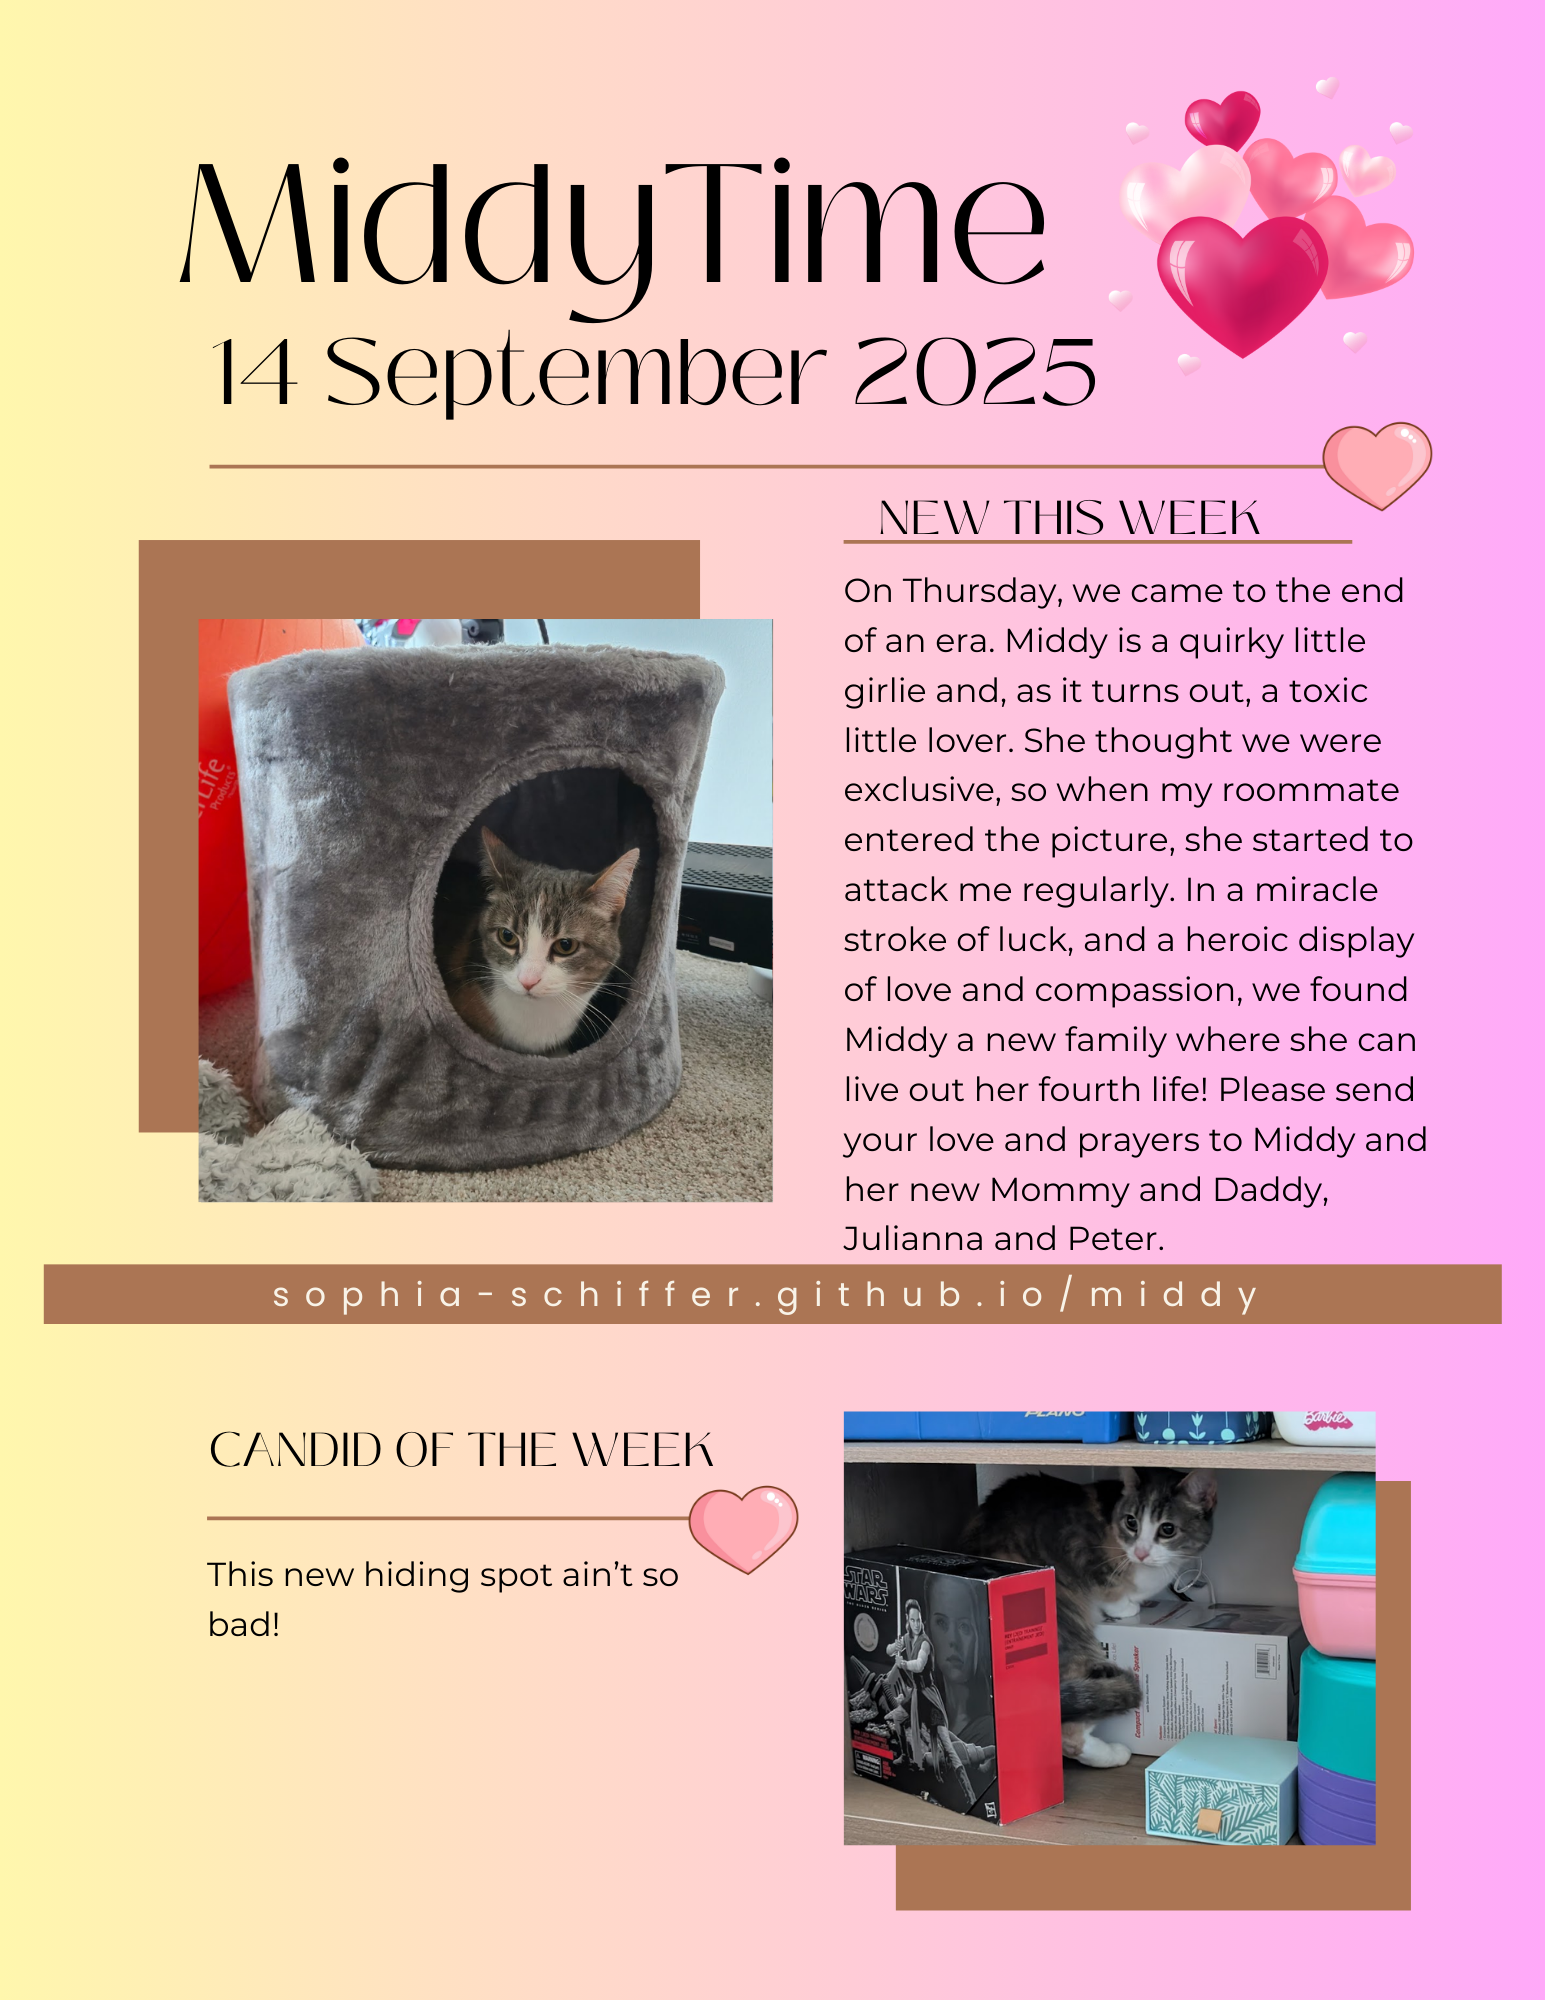 MiddyTime
14 September 2025
NEW THIS WEEK
On Thursday, we came to the end
of an era. Middy is a quirky little
girlie and, as it turns out, a toxic
little lover. She thought we were
exclusive, so when my roommate
entered the picture, she started to
attack me regularly. In a miracle
stroke of luck, and a heroic display
of love and compassion, we found
Middy a new family where she can
live out her fourth life! Please send
your love and prayers to Middy and
her new Mommy and Daddy,
Julianna and Peter.
Life
Products
sophia-schiffer.github.io/middy
CANDID OF THE WEEK
This new hiding spot ain’t so
bad!
PLANO
Barbie
STAR
WARS
Compact Speaker